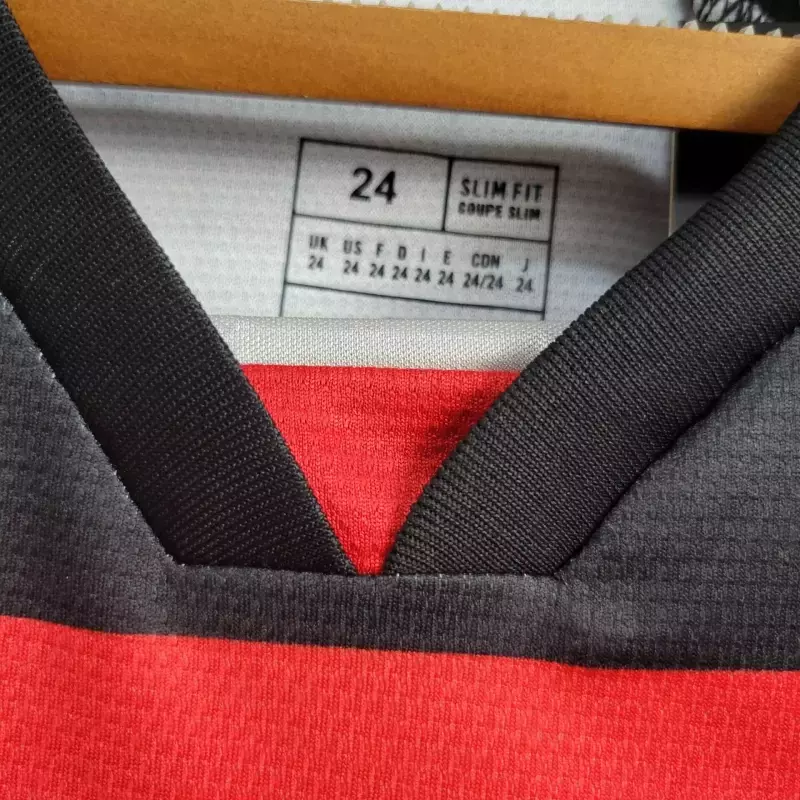 24
SLIM FIT
COUPE SLIM
UK US F D I E CDN J
24 24 24 24 24 24 24/24 24